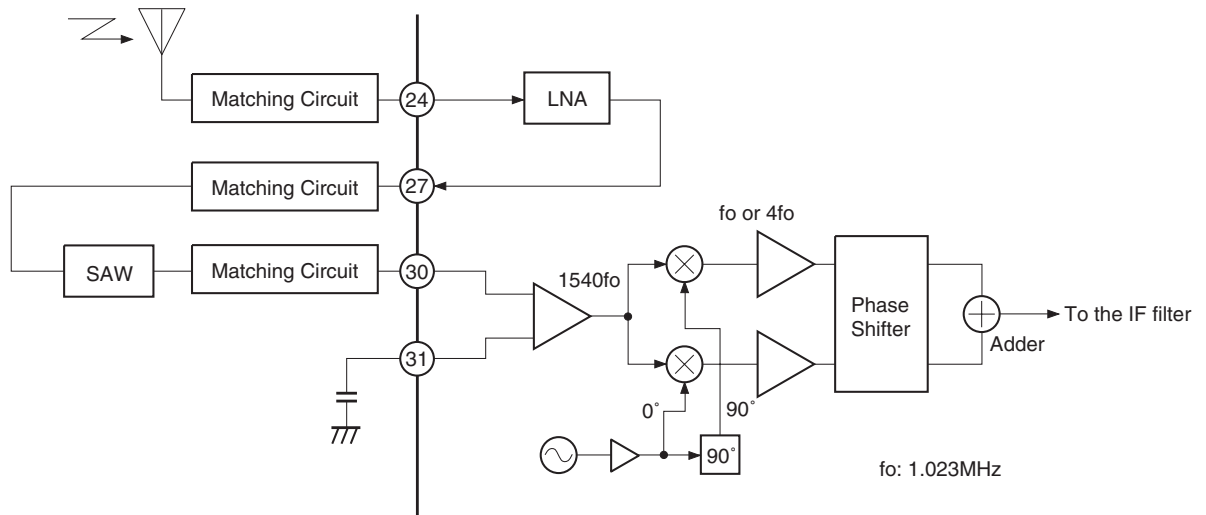 Matching Circuit
24
LNA
Matching Circuit
27
fo or 4fo
SAW
Matching Circuit
30
1540fo
Phase
Shifter
To the IF filter
Adder
31
0°
90°
90°
fo: 1.023MHz